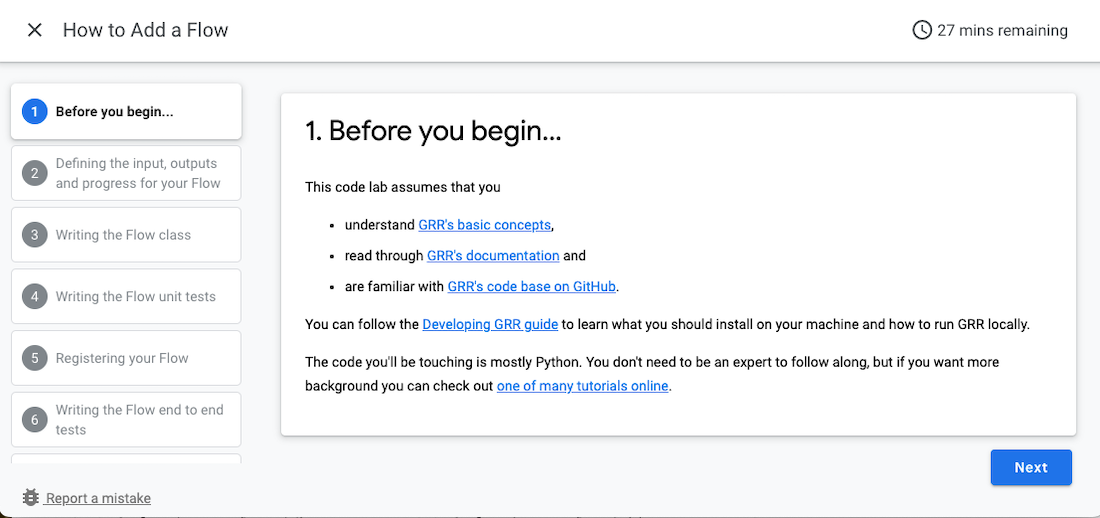 How to Add a Flow
27 mins remaining
1 Before you begin...
2 Defining the input, outputs
and progress for your Flow
3 Writing the Flow class
4 Writing the Flow unit tests
5 Registering your Flow
6 Writing the Flow end to end
tests
Report a mistake
1. Before you begin...
This code lab assumes that you
• understand GRR's basic concepts,
• read through GRR's documentation and
• are familiar with GRR's code base on GitHub.
You can follow the Developing GRR guide to learn what you should install on your machine and how to run GRR locally.
The code you'll be touching is mostly Python. You don't need to be an expert to follow along, but if you want more
background you can check out one of many tutorials online.
Next